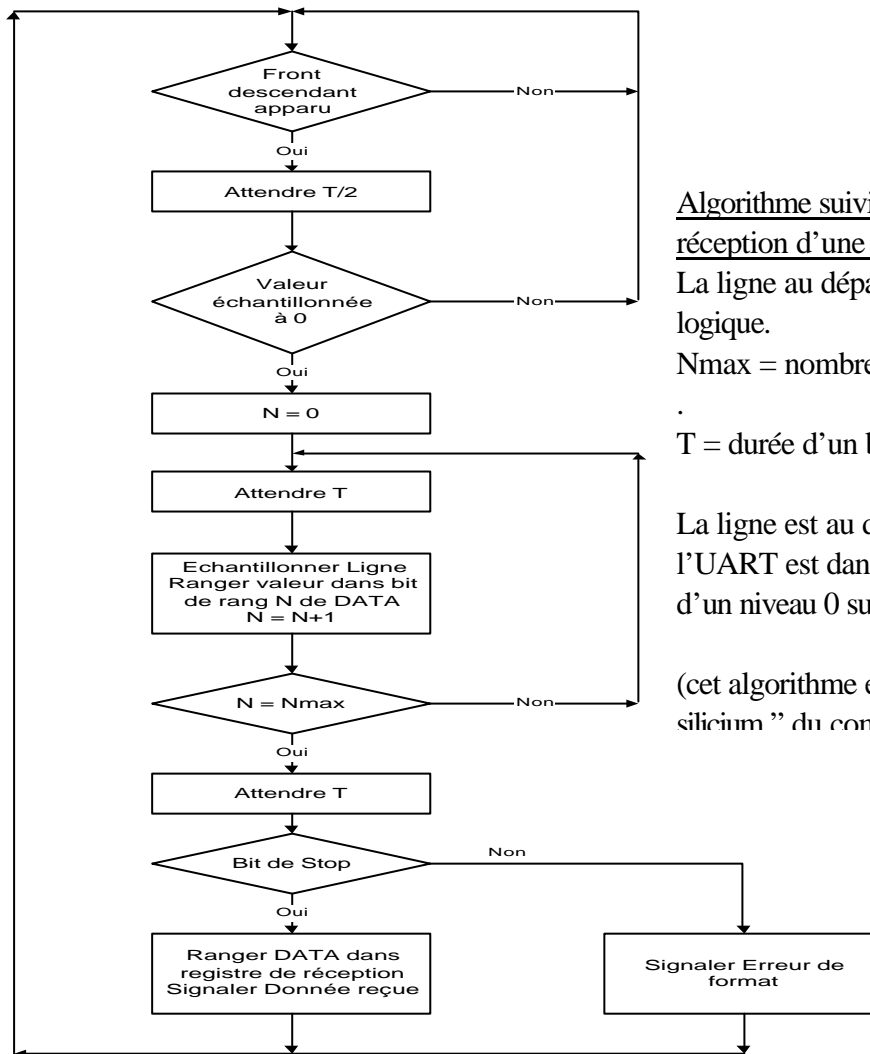 Front
descendant
apparu
Non
Oui
Attendre T/2
Valeur
échantillonnée
à 0
Non
Oui
N = 0
Attendre T
Echantillonner Ligne
Ranger valeur dans bit
de rang N de DATA
N = N+1
N = Nmax
Non
Oui
Attendre T
Bit de Stop
Non
Oui
Ranger DATA dans
registre de réception
Signaler Donnée reçue
Signaler Erreur de
format
Algorithme suivi
réception d'une
La ligne au dépa
logique.
Nmax = nombre
.
T = durée d'un b
La ligne est au d
l'UART est dan
d'un niveau 0 su
(cet algorithme e
silicium ” du con